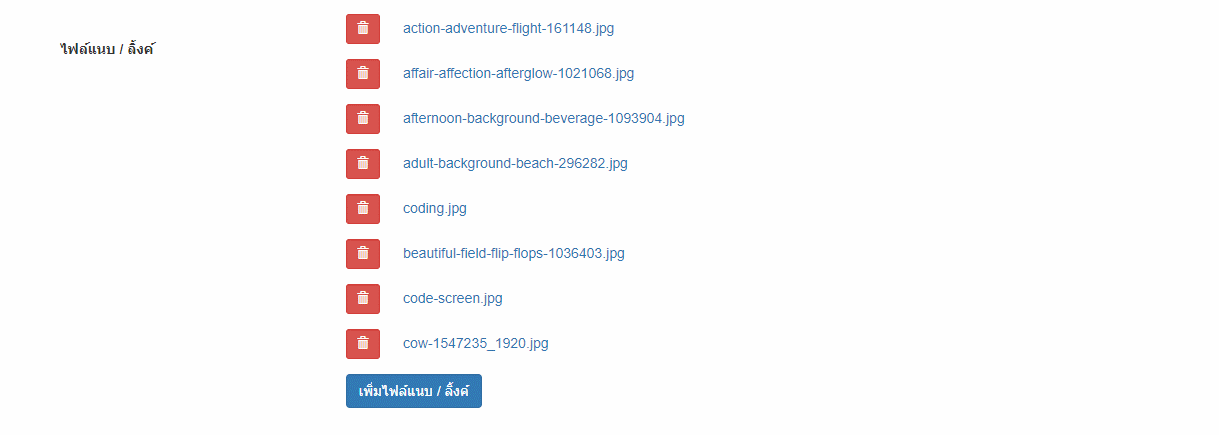 action-adventure-flight-161148.jpg
ไฟล์แนบ / ลิ้งค์
affair-affection-afterglow-1021068.jpg
afternoon-background-beverage-1093904.jpg
adult-background-beach-296282.jpg
coding.jpg
beautiful-field-flip-flops-1036403.jpg
code-screen.jpg
cow-1547235_1920.jpg
เพิ่มไฟล์แนบ / ลิ้งค์